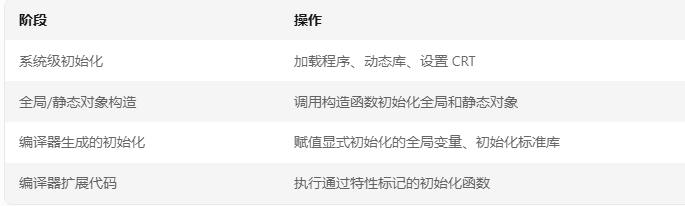 阶段 操作
系统级初始化 加载程序、动态库、设置 CRT
全局/静态对象构造 调用构造函数初始化全局和静态对象
编译器生成的初始化 赋值显式初始化的全局变量、初始化标准库
编译器扩展代码 执行通过特性标记的初始化函数